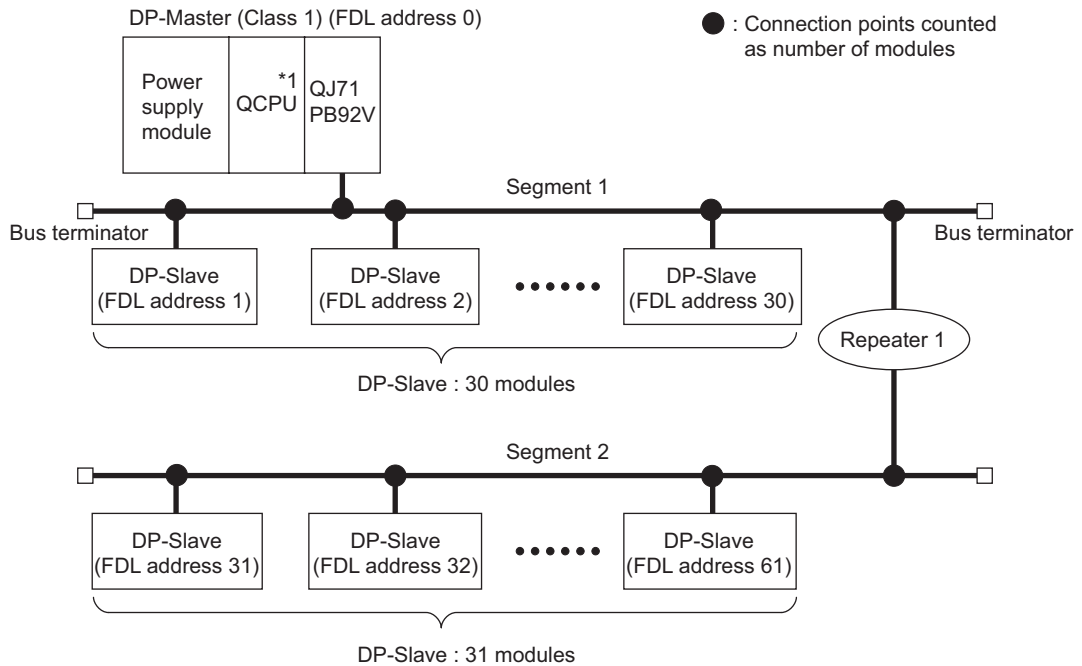 DP-Master (Class 1) (FDL address 0)
: Connection points counted
as number of modules
Power
supply
module
*1
QCPU
QJ71
PB92V
Segment 1
Bus terminator
Bus terminator
DP-Slave
(FDL address 1)
DP-Slave
(FDL address 2)
DP-Slave
(FDL address 30)
Repeater 1
DP-Slave : 30 modules
Segment 2
DP-Slave
(FDL address 31)
DP-Slave
(FDL address 32)
DP-Slave
(FDL address 61)
DP-Slave : 31 modules